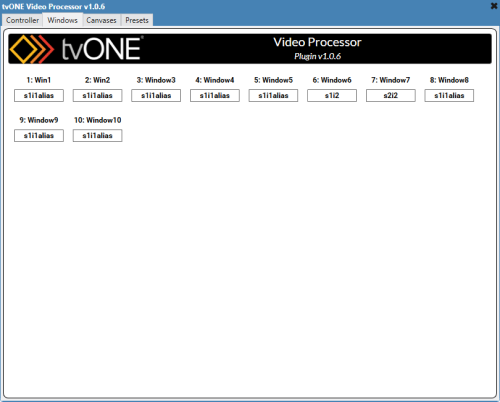 tvONE Video Processor v1.0.6
Controller Windows Canvases Presets
tvONE
Video Processor
Plugin v1.0.6
1: Win1 2: Win2 3: Window3 4: Window4 5: Window5 6: Window6 7: Window7 8: Window8
s1i1alias s1i1alias s1i1alias s1i1alias s1i1alias s1i2 s2i2 s1i1alias
9: Window9 10: Window10
s1i1alias s1i1alias